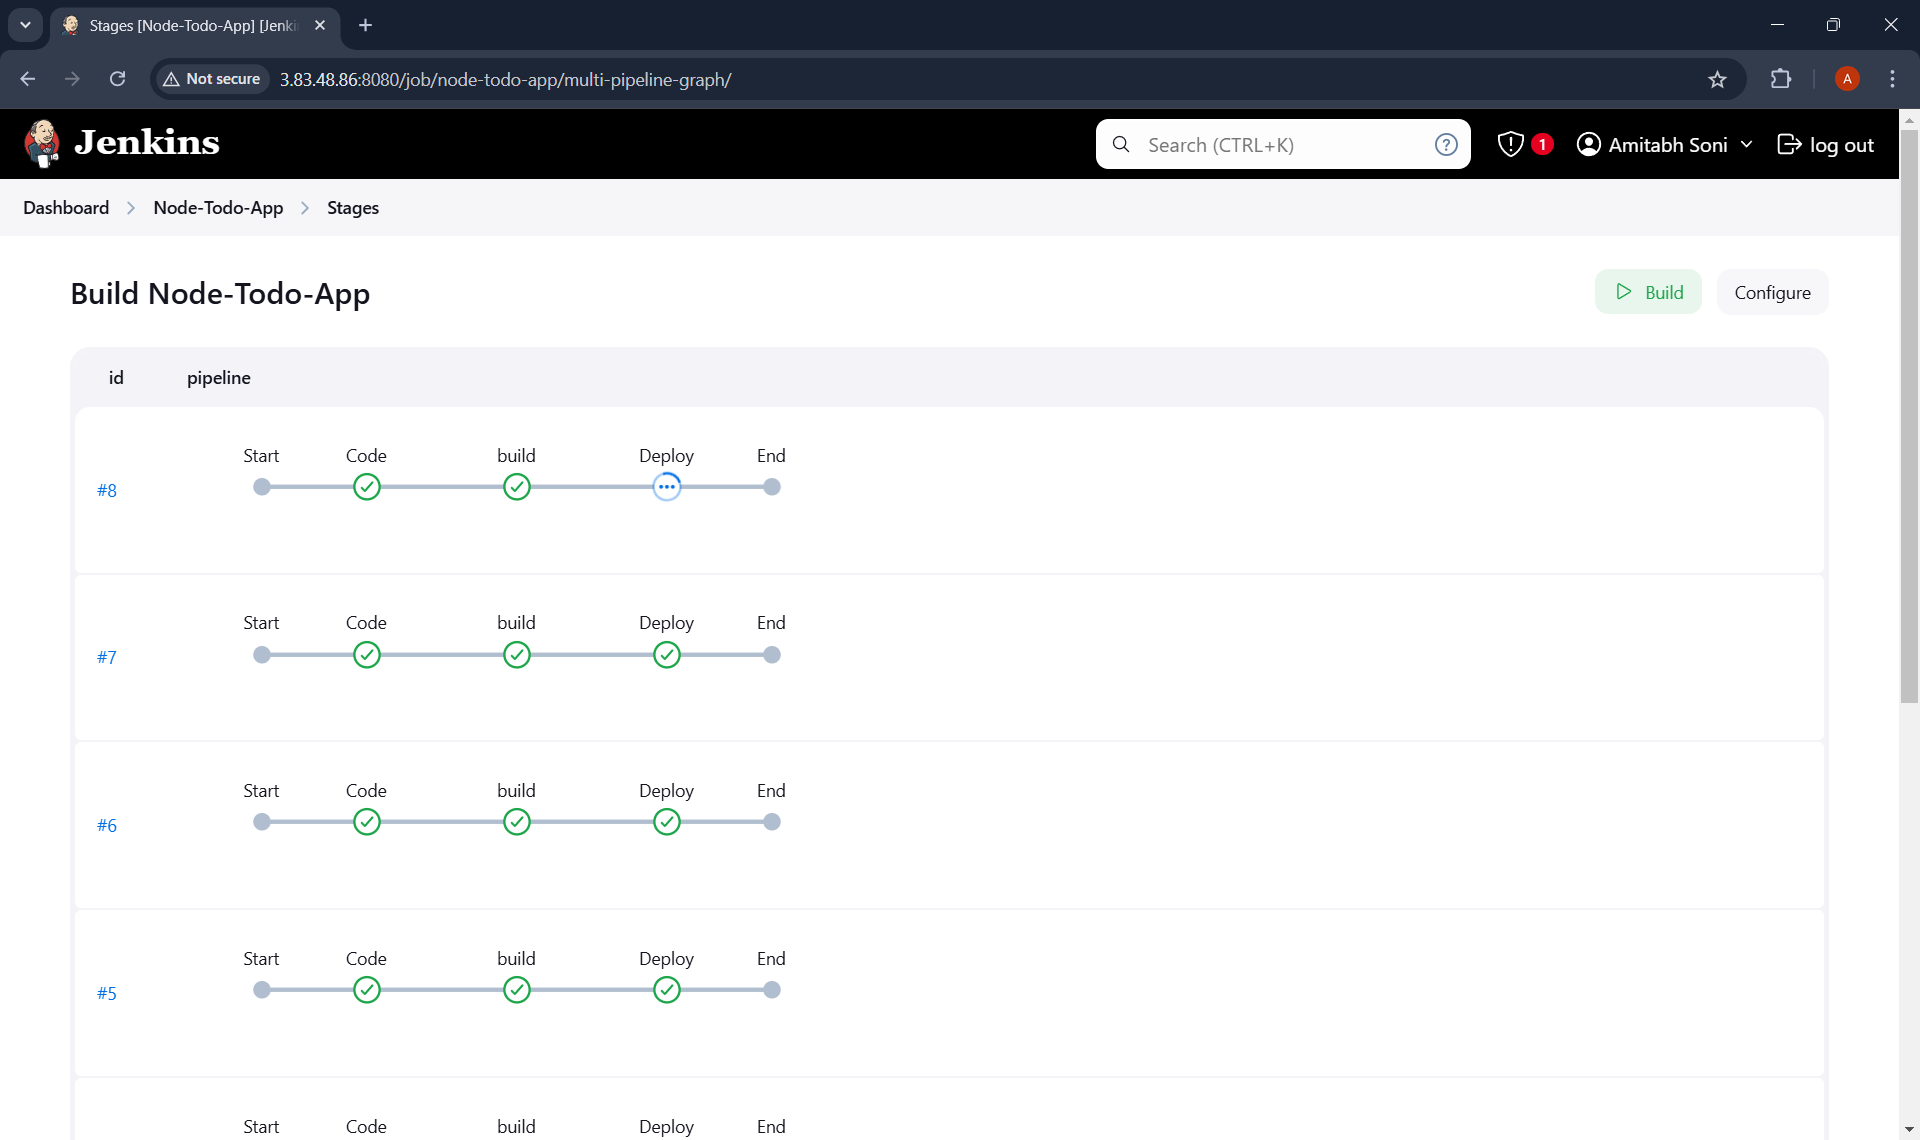 Stages [Node-Todo-App] [Jenki
Not secure 3.83.48.86:8080/job/node-todo-app/multi-pipeline-graph/ A
Jenkins Search (CTRL+K) ? 1 Amitabh Soni log out
Dashboard Node-Todo-App Stages
Build Node-Todo-App Build Configure
id pipeline
Start Code build Deploy End
#8
Start Code build Deploy End
#7
Start Code build Deploy End
#6
Start Code build Deploy End
#5
Start Code build Deploy End